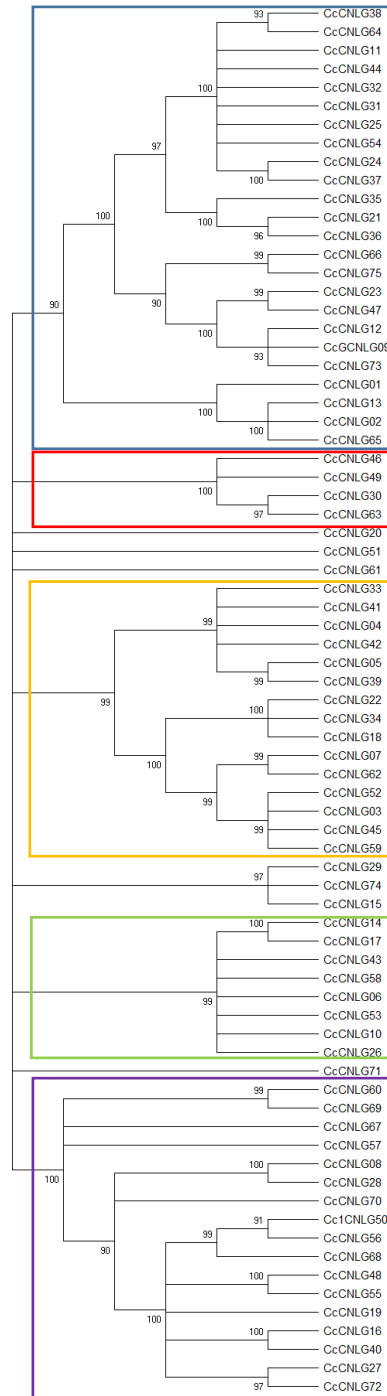 93 CcCNLG38
CcCNLG64
CcCNLG11
CcCNLG44
100 CcCNLG32
CcCNLG31
CcCNLG25
97 CcCNLG54
CcCNLG24
100 CcCNLG37
CcCNLG35
100 CcCNLG21
100 96 CcCNLG36
99 CcCNLG66
CcCNLG75
90 99 CcCNLG23
90 CcCNLG47
100 CcCNLG12
CcGCNLG09
93 CcCNLG73
CcCNLG01
CcCNLG13
100 CcCNLG02
100 CcCNLG65
CcCNLG46
CcCNLG49
100 CcCNLG30
97 CcCNLG63
CcCNLG20
CcCNLG51
CcCNLG61
CcCNLG33
CcCNLG41
99 CcCNLG04
CcCNLG42
CcCNLG05
99 CcCNLG39
99 CcCNLG22
100 CcCNLG34
CcCNLG18
100 99 CcCNLG07
CcCNLG62
CcCNLG52
99 CcCNLG03
99 CcCNLG45
CcCNLG59
97 CcCNLG29
CcCNLG74
CcCNLG15
100 CcCNLG14
CcCNLG17
CcCNLG43
CcCNLG58
99 CcCNLG06
CcCNLG53
CcCNLG10
CcCNLG26
CcCNLG71
99 CcCNLG60
CcCNLG69
CcCNLG67
CcCNLG57
100 100 CcCNLG08
CcCNLG28
CcCNLG70
91 Cc1CNLG50
90 99 CcCNLG56
CcCNLG68
100 CcCNLG48
CcCNLG55
100 CcCNLG19
100 CcCNLG16
CcCNLG40
CcCNLG27
97 CcCNLG72